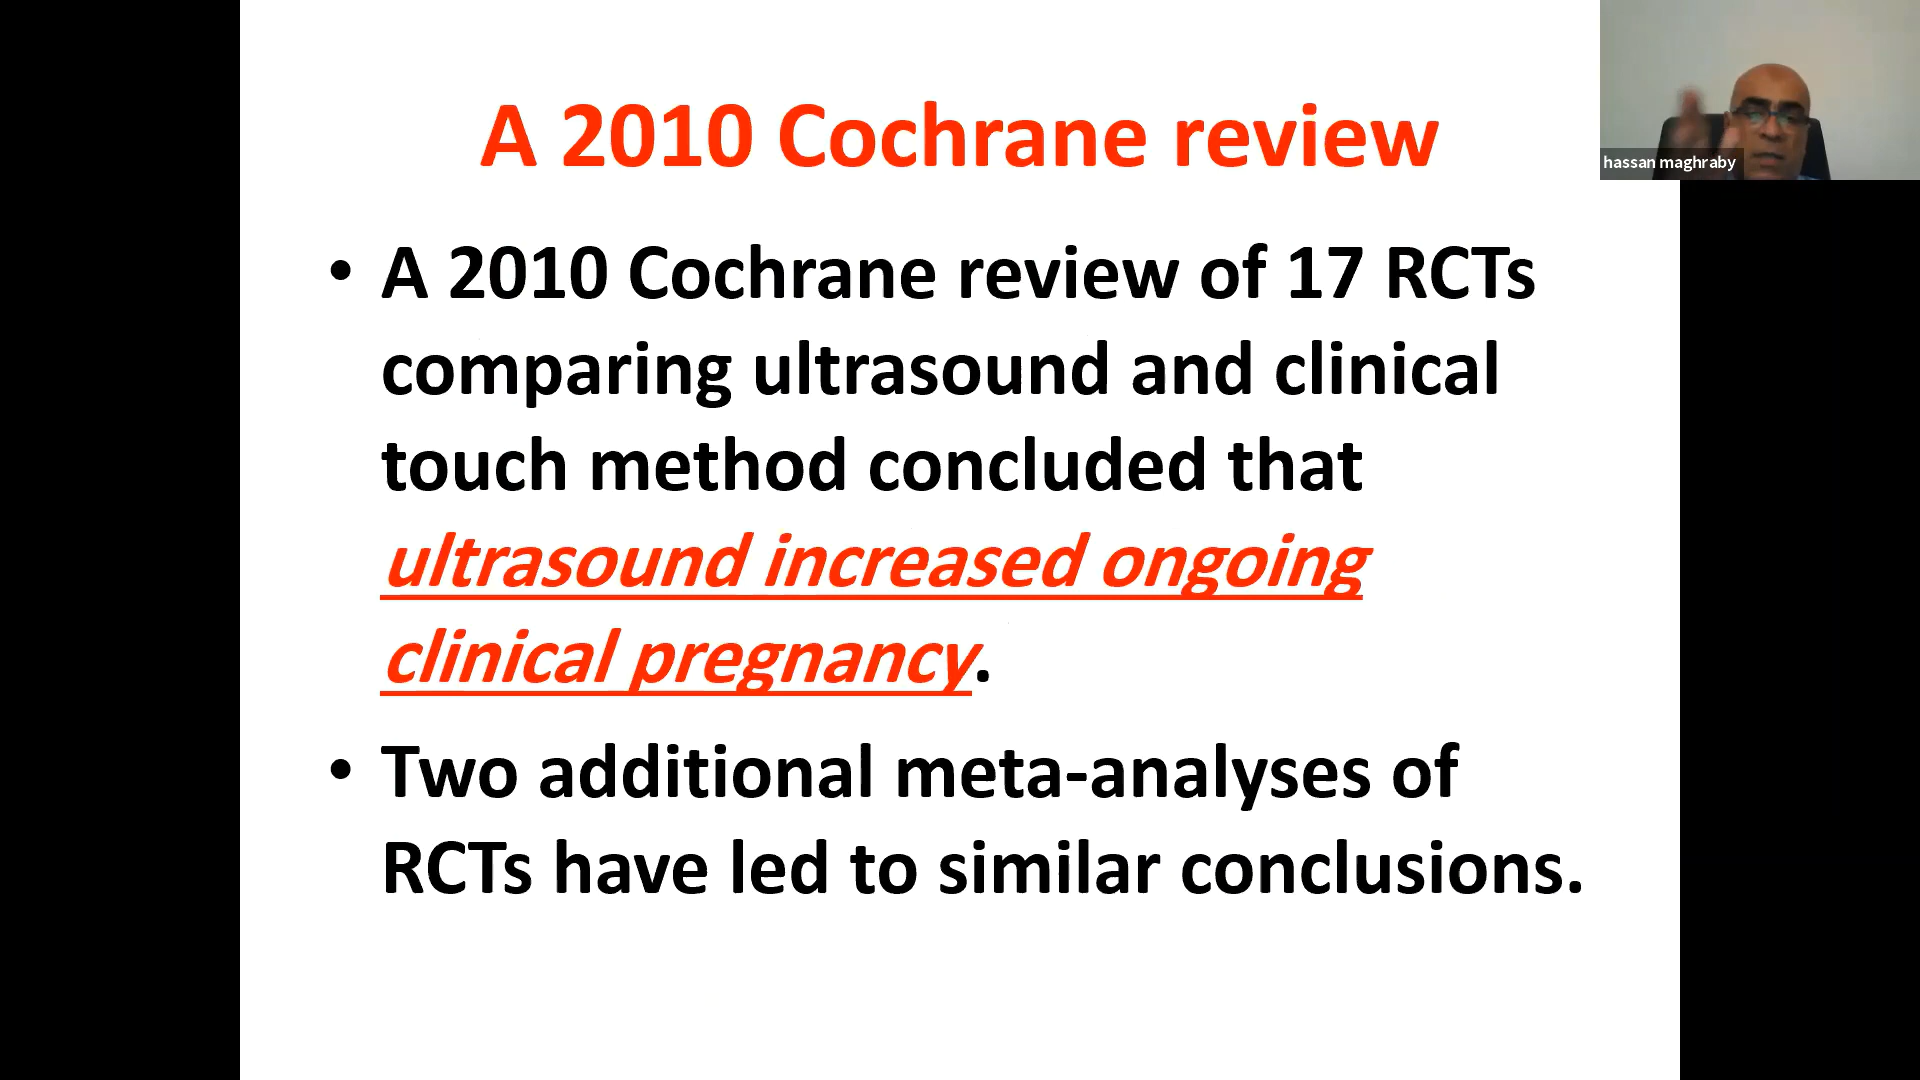 A 2010 Cochrane review
hassan maghraby
• A 2010 Cochrane review of 17 RCTs
comparing ultrasound and clinical
touch method concluded that
ultrasound increased ongoing
clinical pregnancy.
• Two additional meta-analyses of
RCTs have led to similar conclusions.